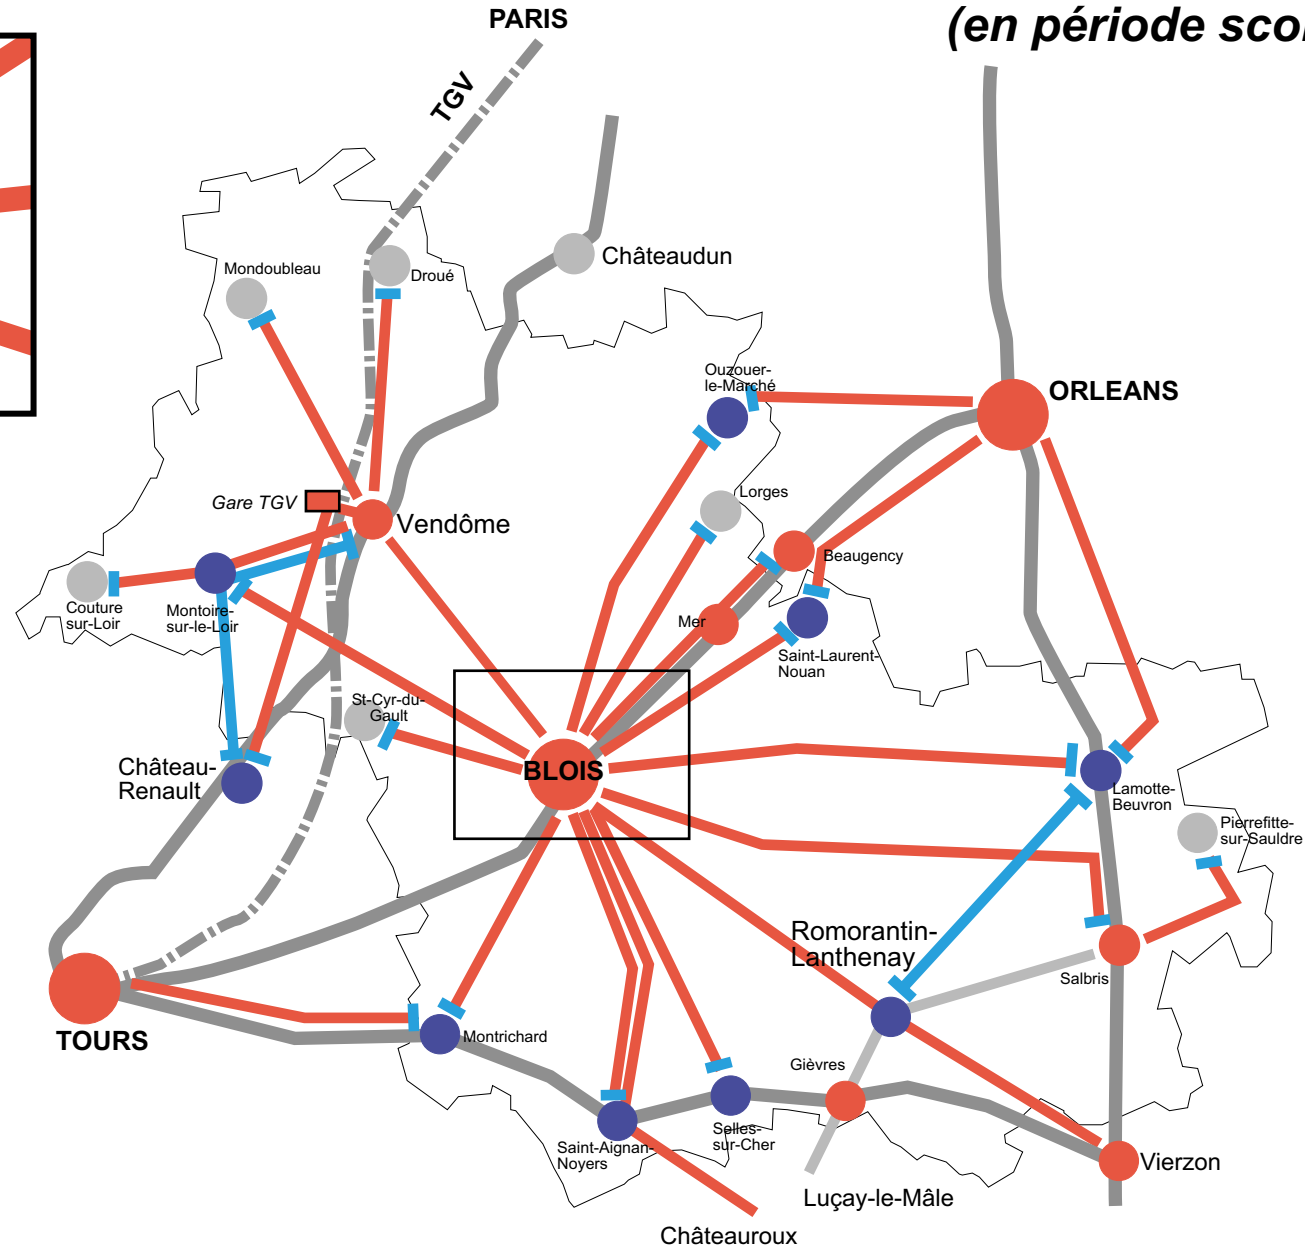 PARIS
(en période scol
TGV
Châteaudun
Mondoubleau
Droué
Ouzouer-
le-Marché
ORLEANS
Gare TGV
Vendôme
Lorges
Beaugency
Couture
sur-Loir
Montoire-
sur-le-Loir
Mer
Saint-Laurent-
Nouan
St-Cyr-du-
Gault
Château-
Renault
BLOIS
Lamotte-
Beuvron
Pierrefitte-
sur-Sauldre
Romorantin-
Lanthenay
Salbris
TOURS
Montrichard
Gièvres
Saint-Aignan-
Noyers
Selles-
sur-Cher
Vierzon
Luçay-le-Mâle
Châteauroux